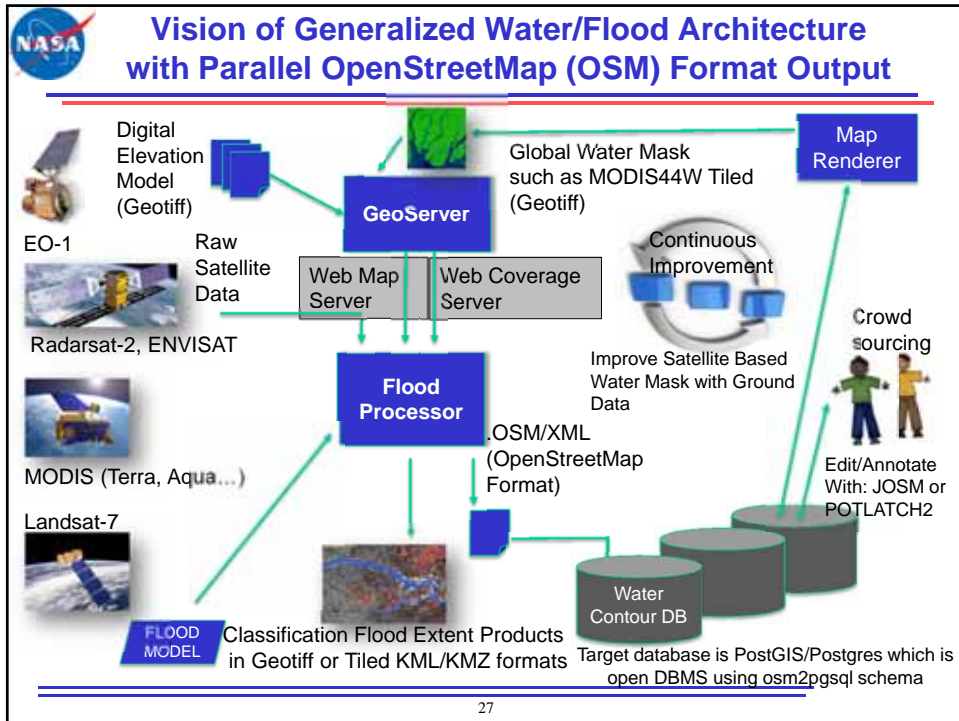 NASA
Vision of Generalized Water/Flood Architecture
with Parallel OpenStreetMap (OSM) Format Output
Digital
Elevation
Model
(Geotiff)
EO-1
Global Water Mask
such as MODIS44W Tiled
(Geotiff)
Map
Renderer
GeoServer
Raw
Satellite
Data
Web Map
Server
Web Coverage
Server
Continuous
Improvement
Radarsat-2, ENVISAT
Improve Satellite Based
Water Mask with Ground
Data
Crowd
sourcing
Flood
Processor
.OSM/XML
(OpenStreetMap
Format)
MODIS (Terra, Aqua…)
Edit/Annotate
With: JOSM or
POTLATCH2
Landsat-7
Water
Contour DB
FLOOD
MODEL
Classification Flood Extent Products
in Geotiff or Tiled KML/KMZ formats
Target database is PostGIS/Postgres which is
open DBMS using osm2pgsql schema
27